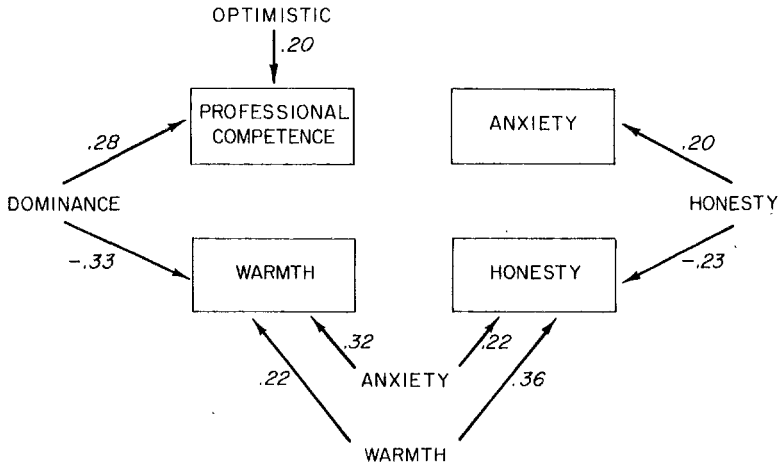 OPTIMISTIC
.20
PROFESSIONAL
COMPETENCE
ANXIETY
.28
.20
DOMINANCE
HONESTY
-.33
WARMTH
HONESTY
-.23
.32
.22
.22
ANXIETY
.36
WARMTH